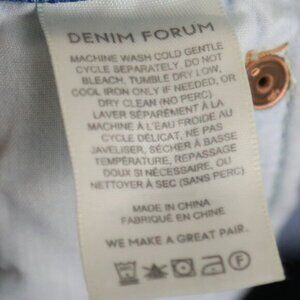 DENIM FORUM
MACHINE WASH COLD GENTLE
CYCLE SEPARATELY. DO NOT
BLEACH. TUMBLE DRY LOW,
COOL IRON ONLY IF NEEDED, OR
DRY CLEAN (NO PERC)
LAVER SÉPARÉMENT À LA
MACHINE À L'EAU FROIDE AU
CYCLE DÉLICAT, NE PAS
JAVELISER, SÉCHER À BASSE
TEMPÉRATURE, REPASSAGE
DOUX SI NÉCESSAIRE, OU
NETTOYER À SEC (SANS PERC)
MADE IN CHINA
FABRIQUÉ EN CHINE
WE MAKE A GREAT PAIR.
F